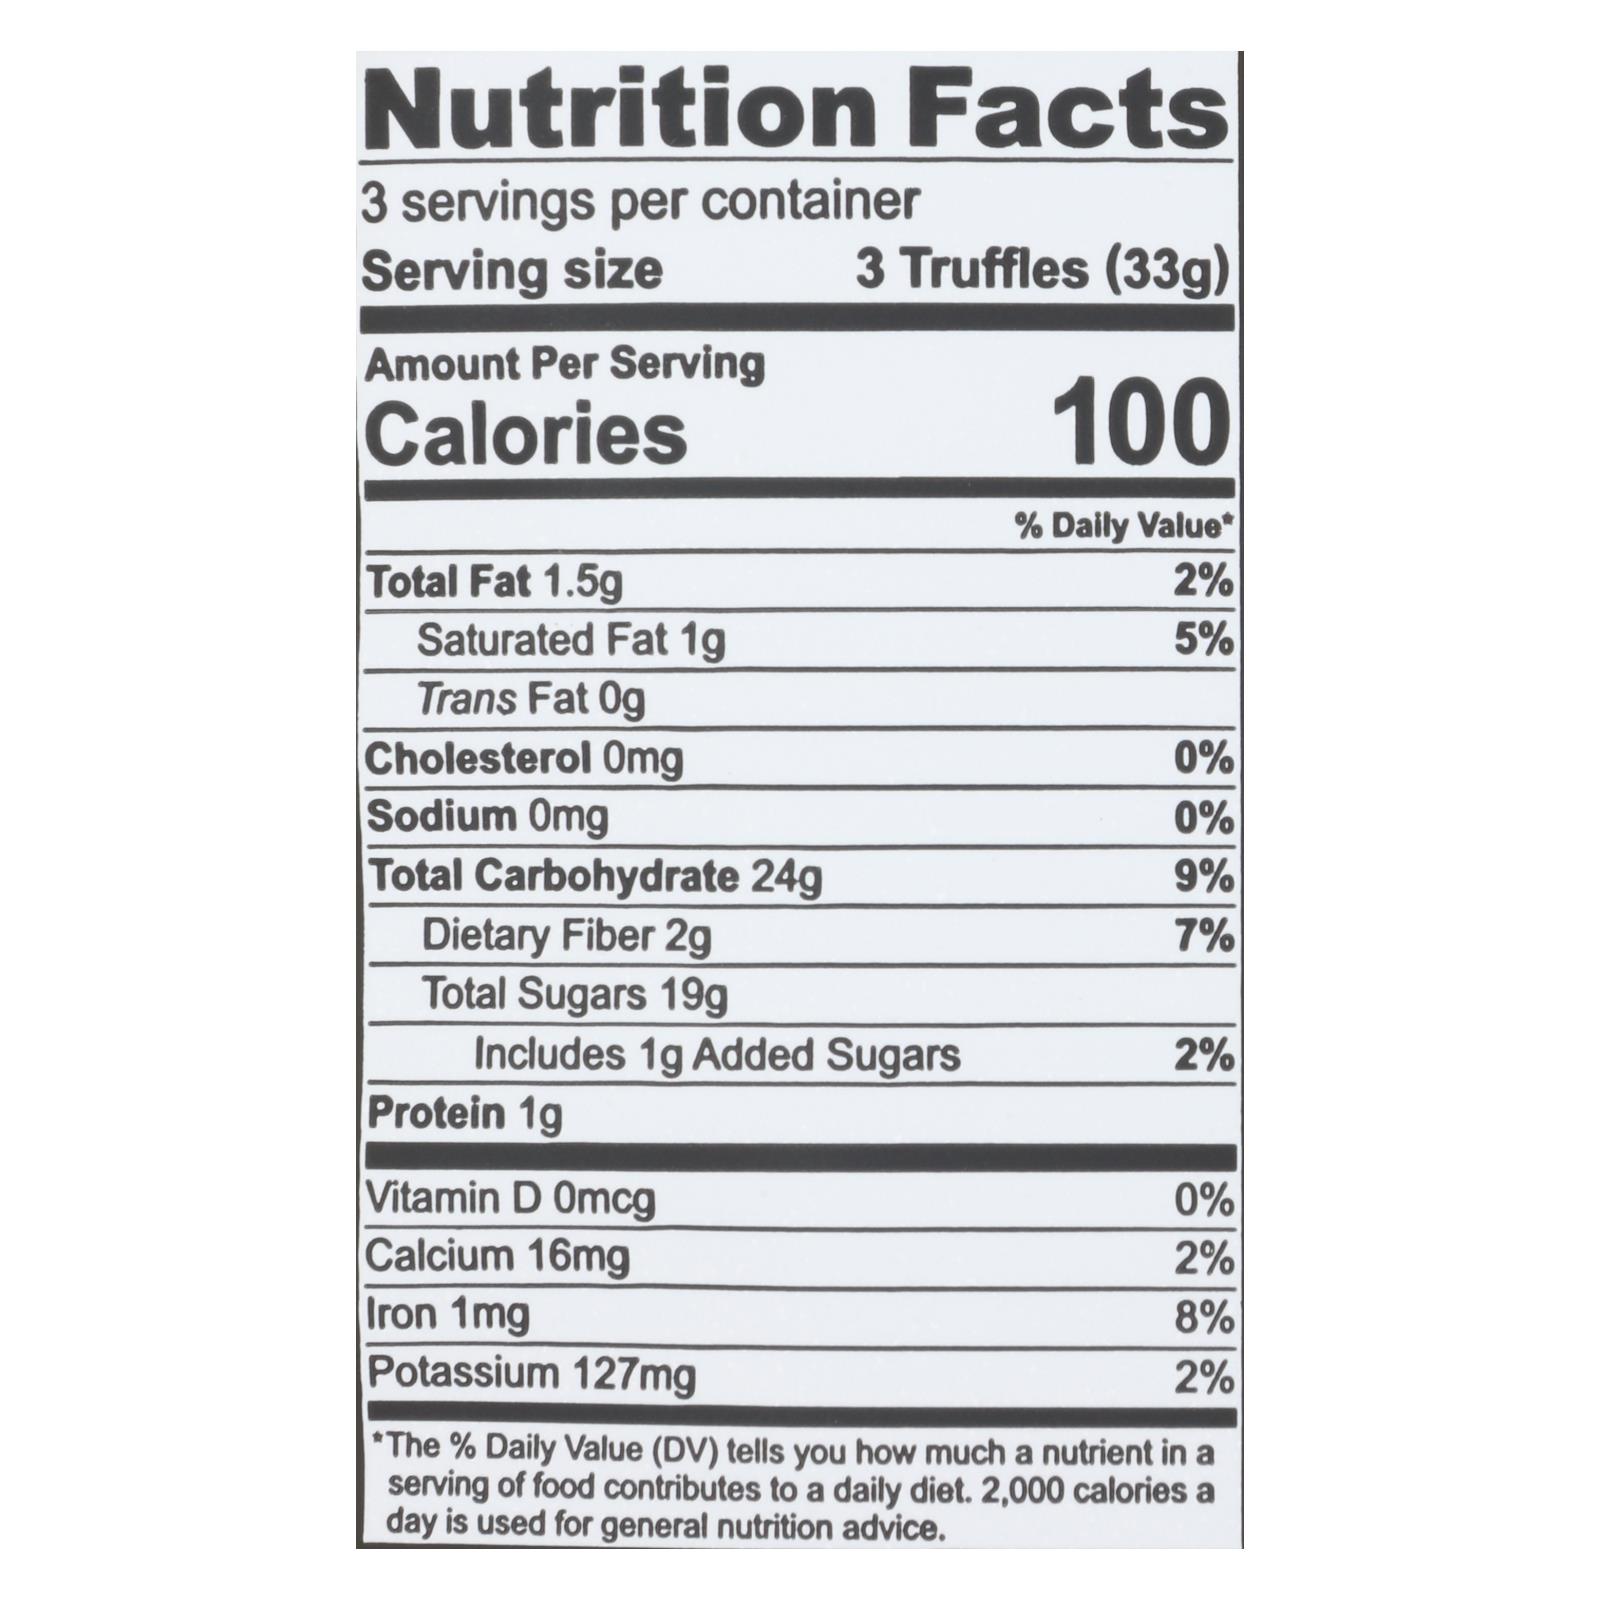 Nutrition Facts
3 servings per container
Serving size 3 Truffles (33g)
Amount Per Serving
Calories 100
% Daily Value*
Total Fat 1.5g 2%
Saturated Fat 1g 5%
Trans Fat 0g
Cholesterol 0mg 0%
Sodium 0mg 0%
Total Carbohydrate 24g 9%
Dietary Fiber 2g 7%
Total Sugars 19g
Includes 1g Added Sugars 2%
Protein 1g
Vitamin D 0mcg 0%
Calcium 16mg 2%
Iron 1mg 8%
Potassium 127mg 2%
*The % Daily Value (DV) tells you how much a nutrient in a
serving of food contributes to a daily diet. 2,000 calories a
day is used for general nutrition advice.